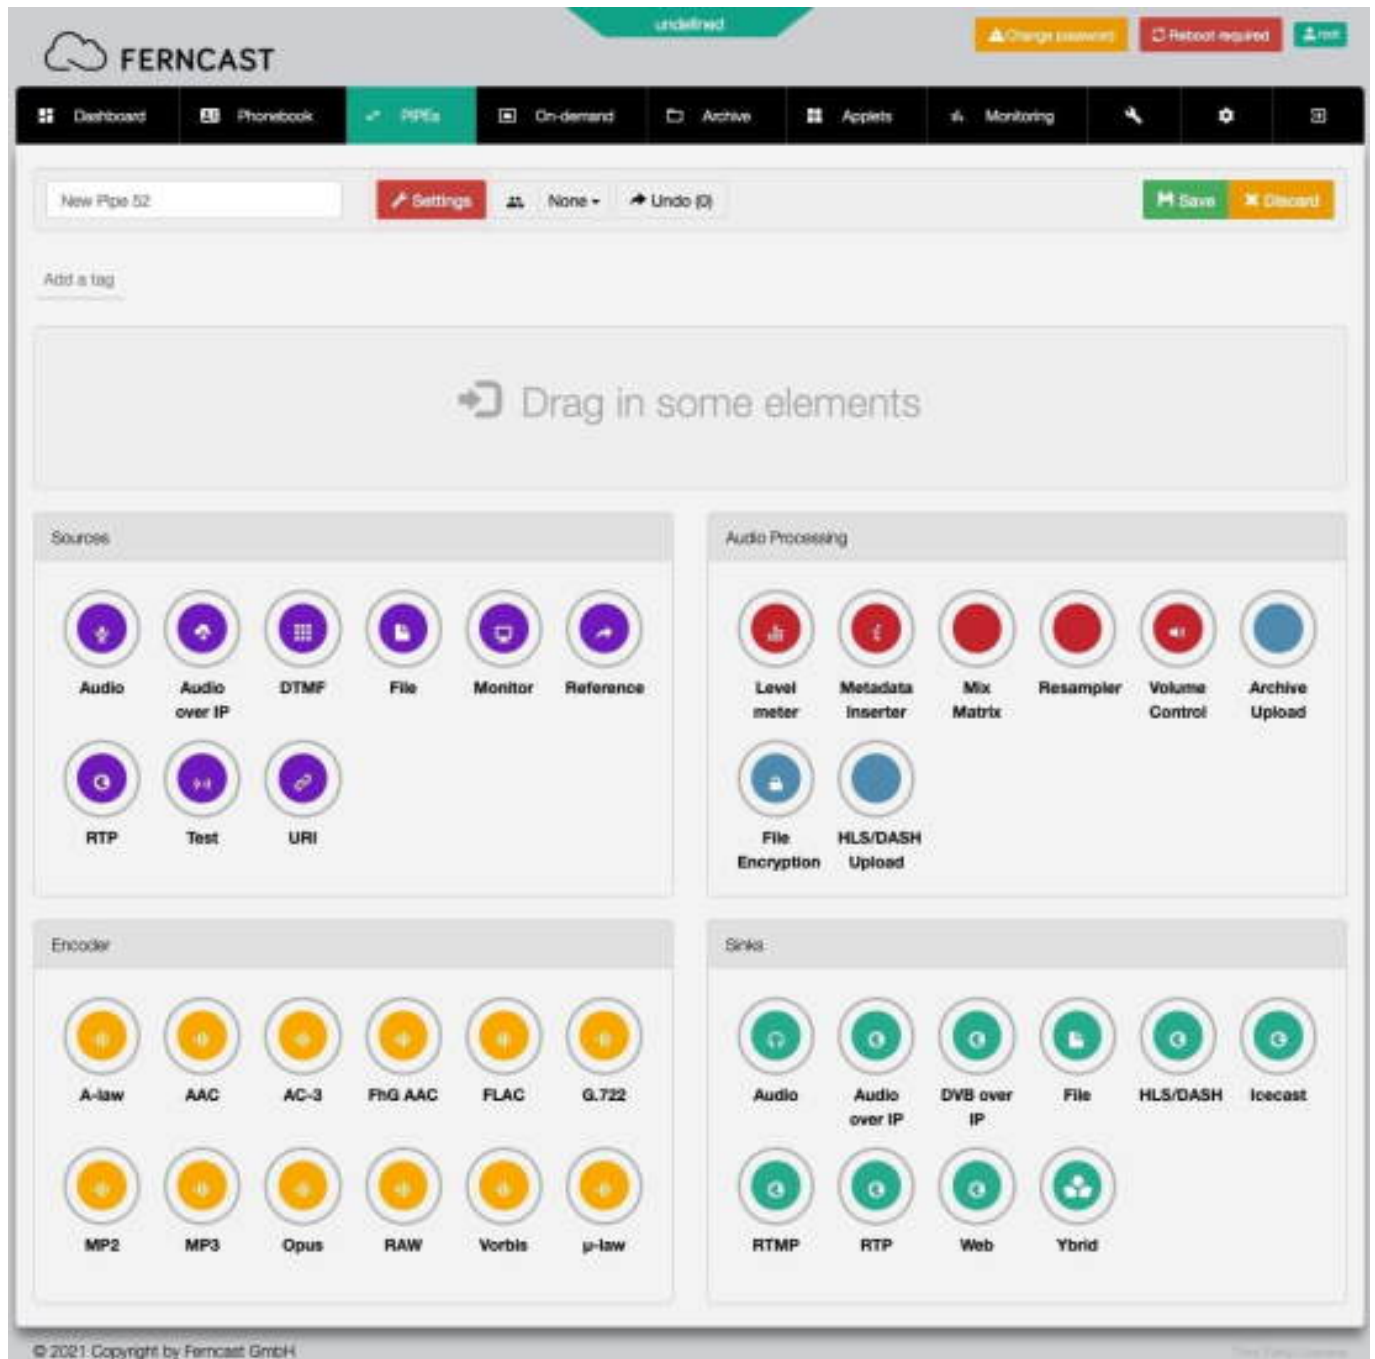 undefined
Change password
Reboot required
root
FERNCAST
Dashboard
Phonebook
PIPEs
On-demand
Archive
Applets
Monitoring
New Pipe 52
Settings
None
Undo (0)
Save
Discard
Add a tag
Drag in some elements
Sources
Audio
Audio
over IP
DTMF
File
Monitor
Reference
RTP
Test
URI
Audio Processing
Level
meter
Metadata
Inserter
Mix
Matrix
Resampler
Volume
Control
Archive
Upload
File
Encryption
HLS/DASH
Upload
Encoder
A-law
AAC
AC-3
FhG AAC
FLAC
G.722
MP2
MP3
Opus
RAW
Vorbis
µ-law
Sinks
Audio
Audio
over IP
DVB over
IP
File
HLS/DASH
Icecast
RTMP
RTP
Web
Ybrid
© 2021 Copyright by Ferncast GmbH